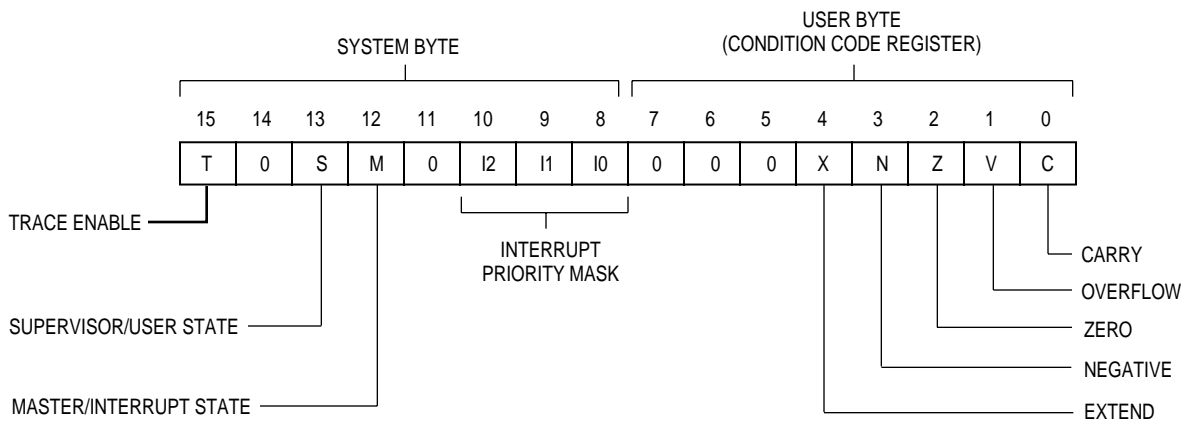 USER BYTE
(CONDITION CODE REGISTER)
SYSTEM BYTE
15 14 13 12 11 10 9 8 7 6 5 4 3 2 1 0
T 0 S M 0 I2 I1 I0 0 0 0 X N Z V C
TRACE ENABLE
INTERRUPT
PRIORITY MASK
CARRY
OVERFLOW
SUPERVISOR/USER STATE
ZERO
NEGATIVE
MASTER/INTERRUPT STATE
EXTEND